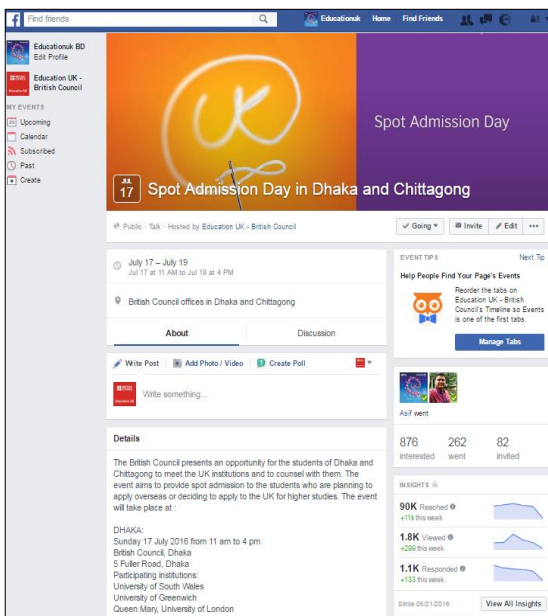 Find friends
Educationuk Home Find Friends
Educationuk BD
Edit Profile
Education UK -
British Council
MY EVENTS
Upcoming
Calendar
Subscribed
Past
Create
UK
Spot Admission Day
JUL
17
Spot Admission Day in Dhaka and Chittagong
Public · Talk · Hosted by Education UK - British Council
Going
Invite
Edit
July 17 – July 19
Jul 17 at 11 AM to Jul 19 at 4 PM
British Council offices in Dhaka and Chittagong
About
Discussion
Write Post
Add Photo / Video
Create Poll
Write something...
Details
The British Council presents an opportunity for the students of Dhaka and
Chittagong to meet the UK institutions and to counsel with them. The
event aims to provide spot admission to the students who are planning to
apply overseas or deciding to apply to the UK for higher studies. The event
will take place at :
DHAKA:
Sunday 17 July 2016 from 11 am to 4 pm
British Council, Dhaka
5 Fuller Road, Dhaka
Participating institutions:
University of South Wales
University of Greenwich
Queen Mary, University of London
EVENT TIPS
Next Tip
Help People Find Your Page's Events
Reorder the tabs on
Education UK - British
Council's Timeline so Events
is one of the first tabs.
Manage Tabs
Asif went
876
interested
262
went
82
invited
INSIGHTS
90K Reached
+11k this week
1.8K Viewed
+299 this week
1.1K Responded
+133 this week
Since 06/21/2016
View All Insights